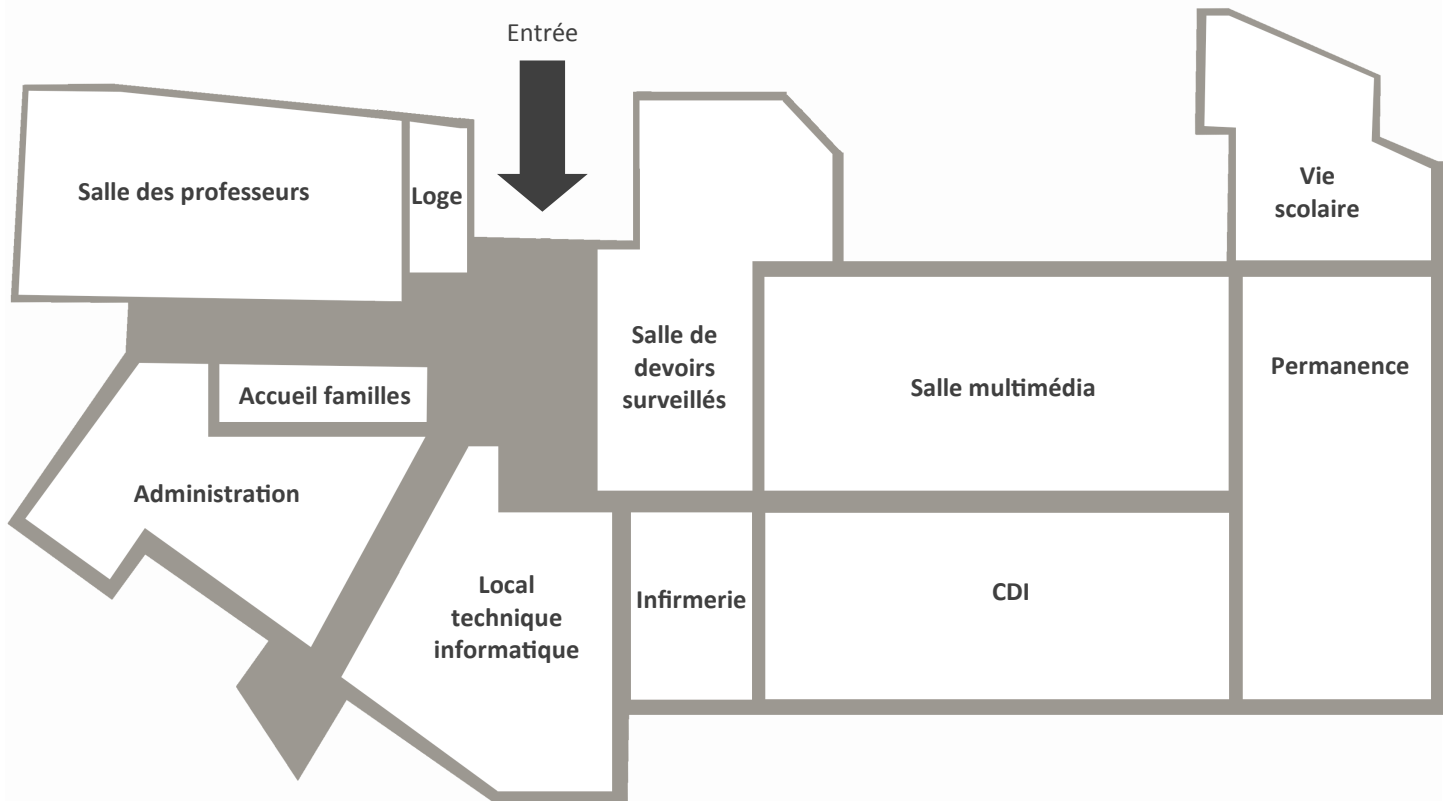 Entrée
Salle des professeurs
Loge
Vie
scolaire
Salle de
devoirs
surveillés
Salle multimédia
Permanence
Accueil familles
Administration
Local
technique
informatique
Infirmerie
CDI